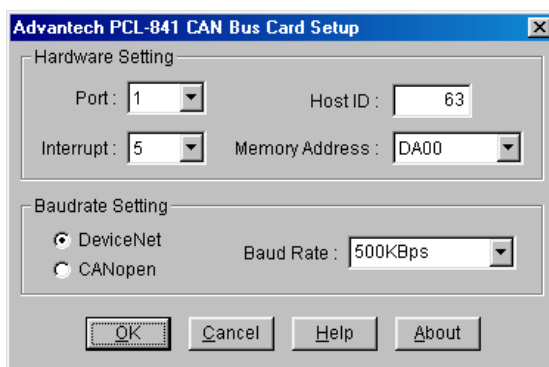 Advantech PCL-841 CAN Bus Card Setup
Hardware Setting
Port : 1
Host ID : 63
Interrupt : 5
Memory Address : DA00
Baudrate Setting
DeviceNet
CANopen
Baud Rate : 500KBps
OK
Cancel
Help
About